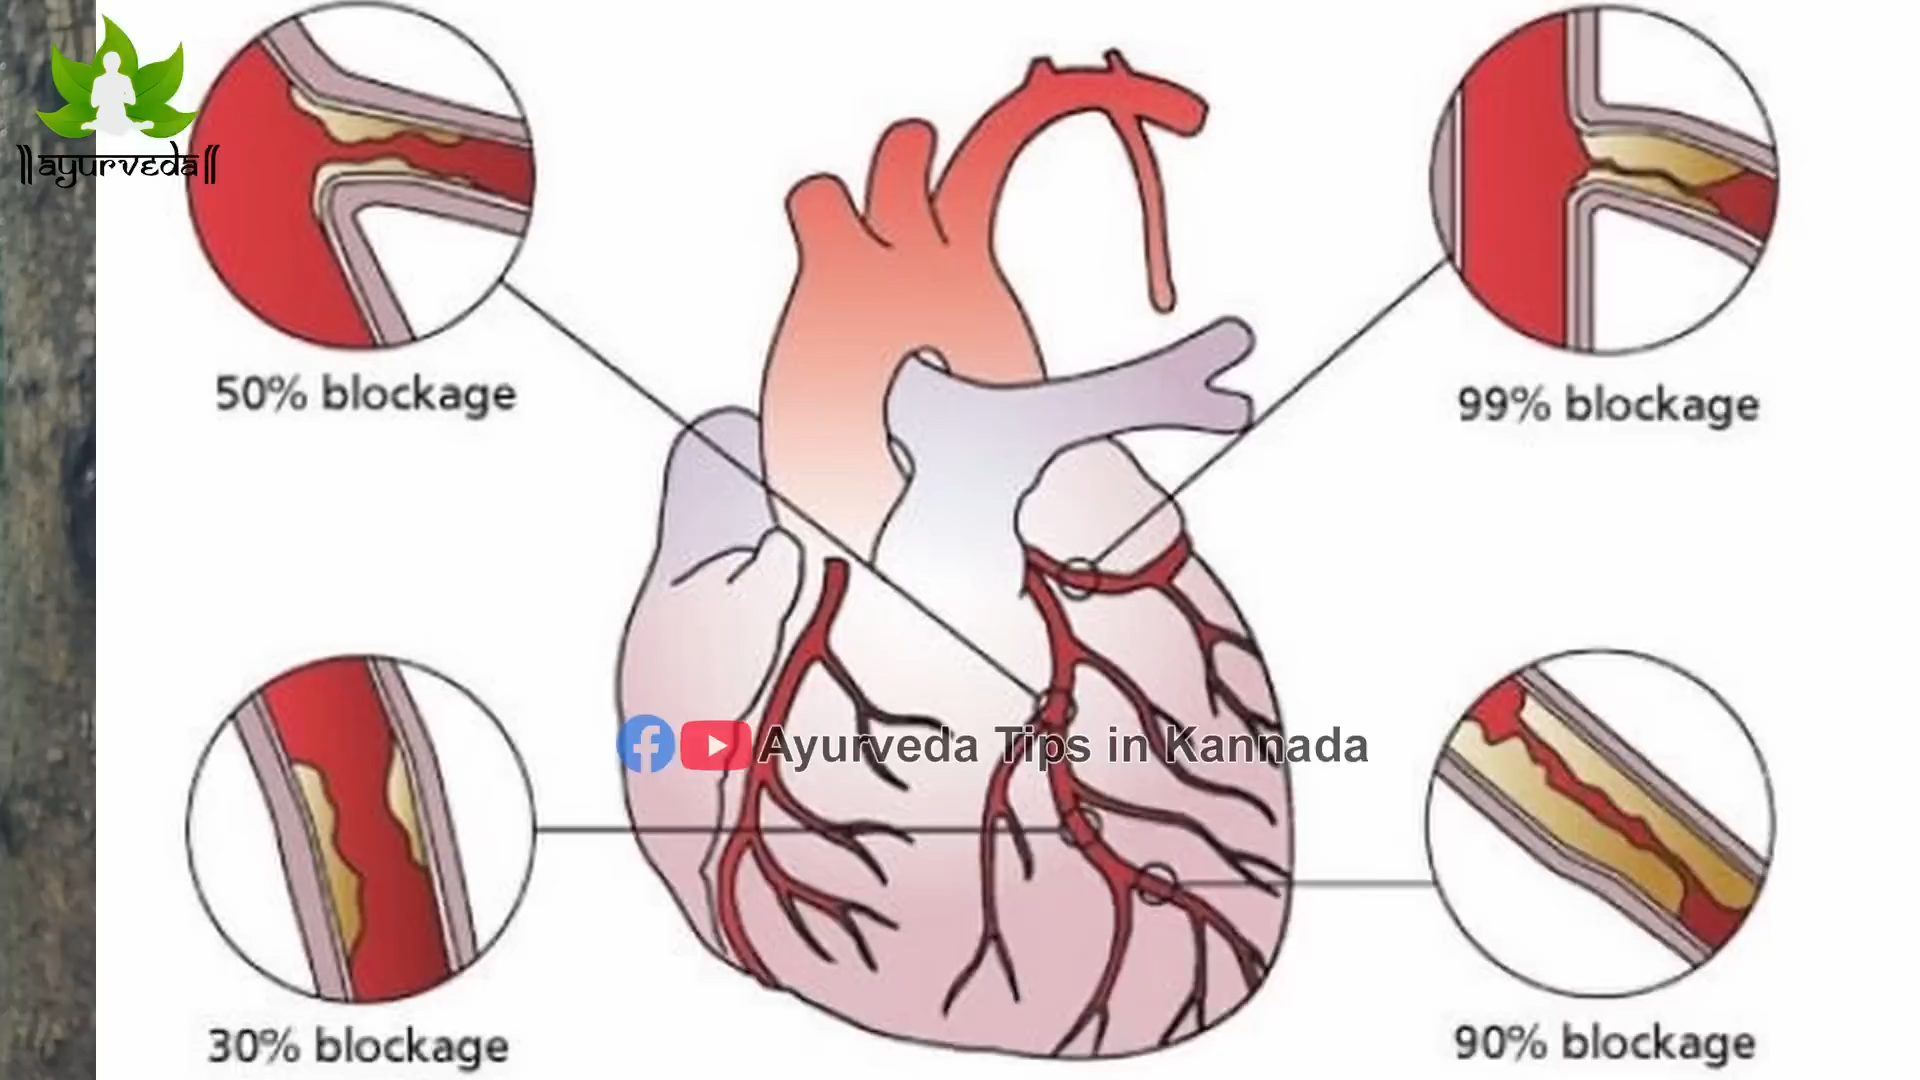 ||ayurveda||
50% blockage
99% blockage
Ayurveda Tips in Kannada
30% blockage
90% blockage